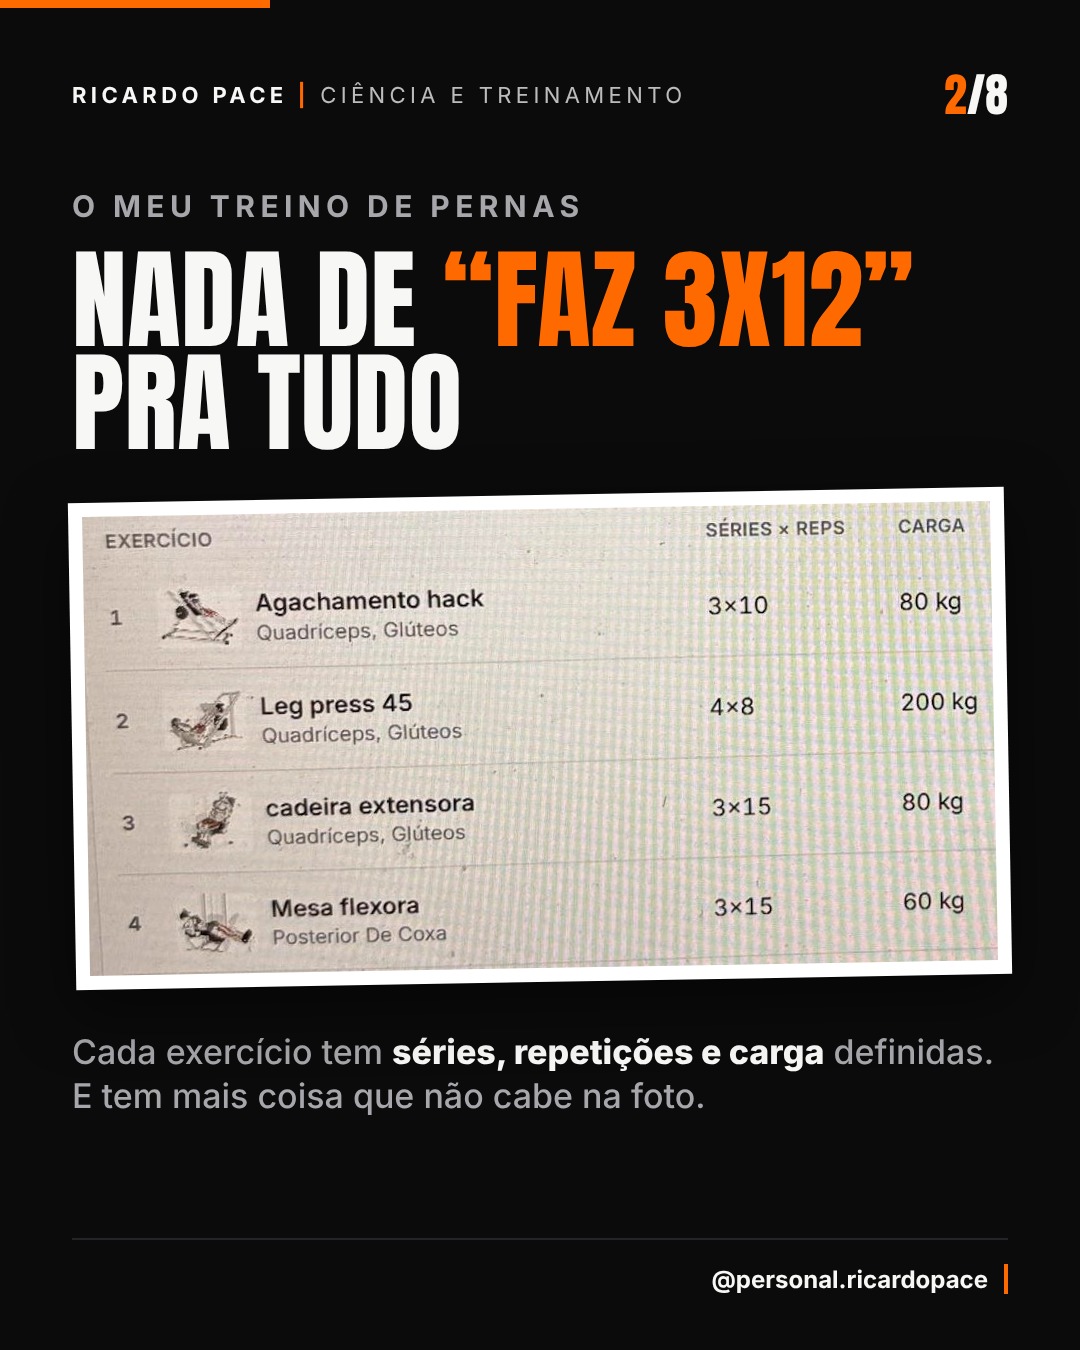 RICARDO PACE | CIÊNCIA E TREINAMENTO
2/8
O MEU TREINO DE PERNAS
NADA DE “FAZ 3X12”
PRA TUDO
EXERCÍCIO SÉRIES × REPS CARGA
1 Agachamento hack 3×10 80 kg
Quadríceps, Glúteos
2 Leg press 45 4×8 200 kg
Quadríceps, Glúteos
3 cadeira extensora 3×15 80 kg
Quadríceps, Glúteos
4 Mesa flexora 3×15 60 kg
Posterior De Coxa
Cada exercício tem séries, repetições e carga definidas.
E tem mais coisa que não cabe na foto.
@personal.ricardopace